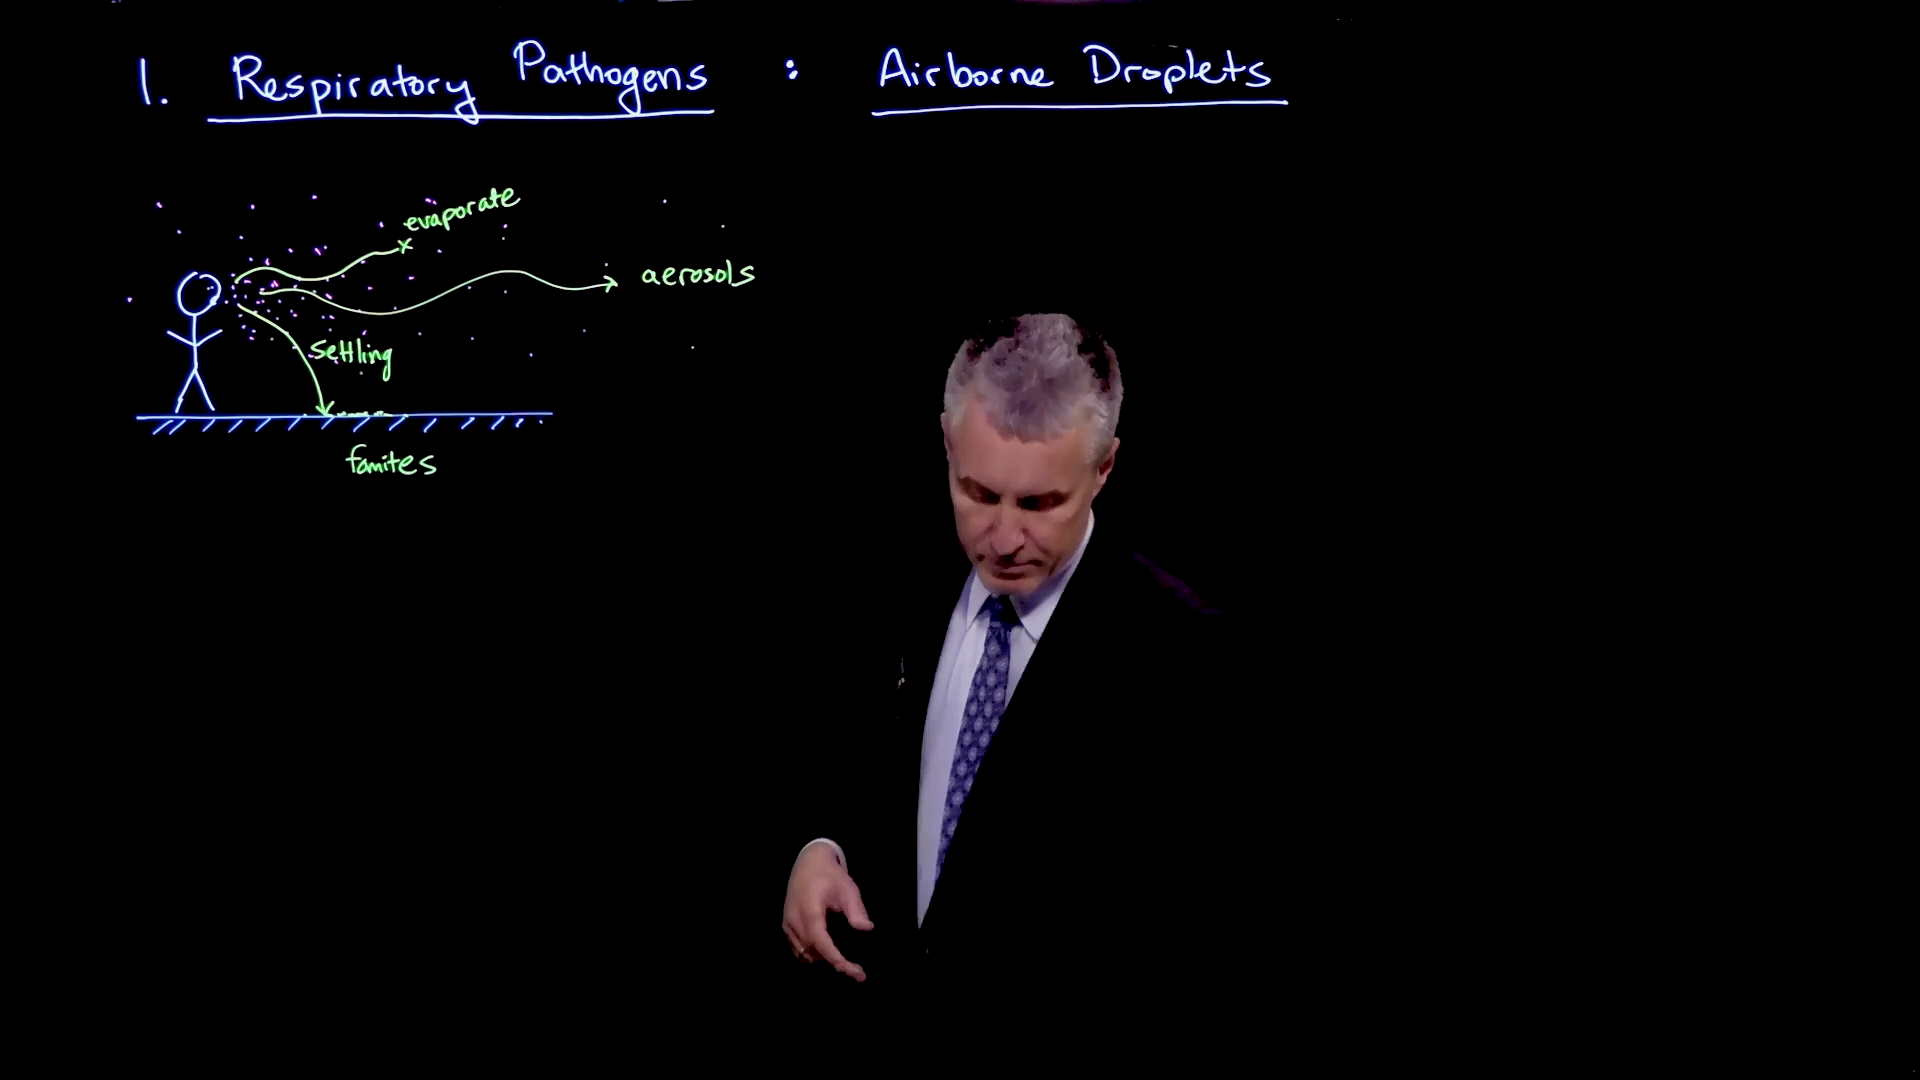 1. Respiratory Pathogens : Airborne Droplets
evaporate
aerosols
settling
fomites